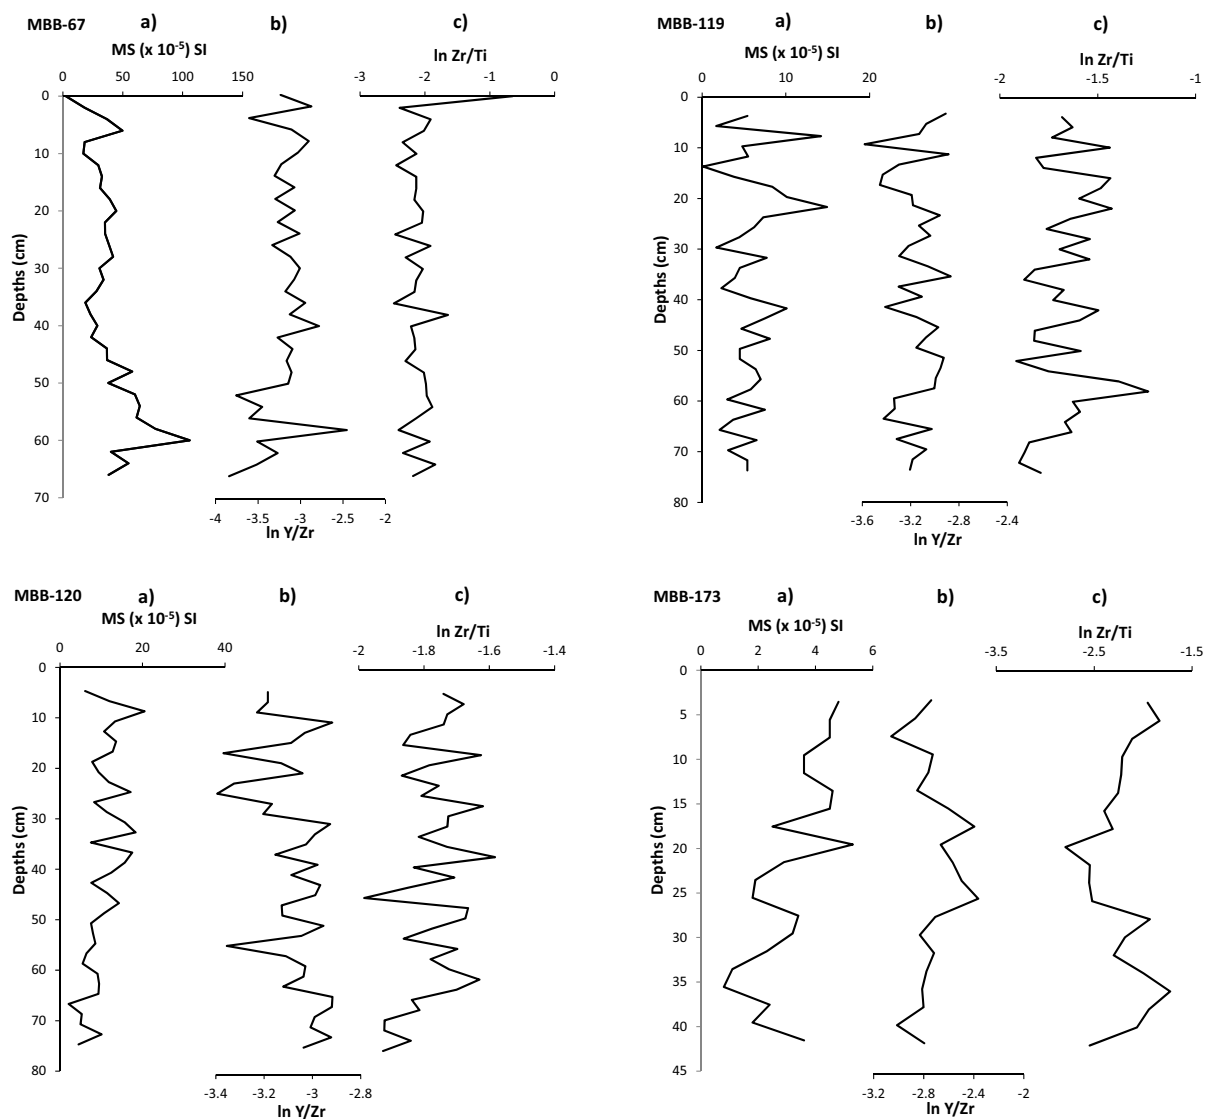 MBB-67 a) b) c)
MS (x 10-5) SI ln Zr/Ti
0 50 100 150 -3 -2 -1 0
0
10
20
30
40
50
60
70
Depths (cm)
-4 -3.5 -3 -2.5 -2
ln Y/Zr
MBB-119 a) b) c)
MS (x 10-5) SI ln Zr/Ti
0 10 20 -2 -1.5 -1
0
10
20
30
40
50
60
70
80
Depths (cm)
-3.6 -3.2 -2.8 -2.4
ln Y/Zr
MBB-120 a) b) c)
MS (x 10-5) SI ln Zr/Ti
0 20 40 -2 -1.8 -1.6 -1.4
0
10
20
30
40
50
60
70
80
Depths (cm)
-3.4 -3.2 -3 -2.8
ln Y/Zr
MBB-173 a) b) c)
MS (x 10-5) SI ln Zr/Ti
0 2 4 6 -3.5 -2.5 -1.5
0
5
10
15
20
25
30
35
40
45
Depths (cm)
-3.2 -2.8 -2.4 -2
ln Y/Zr